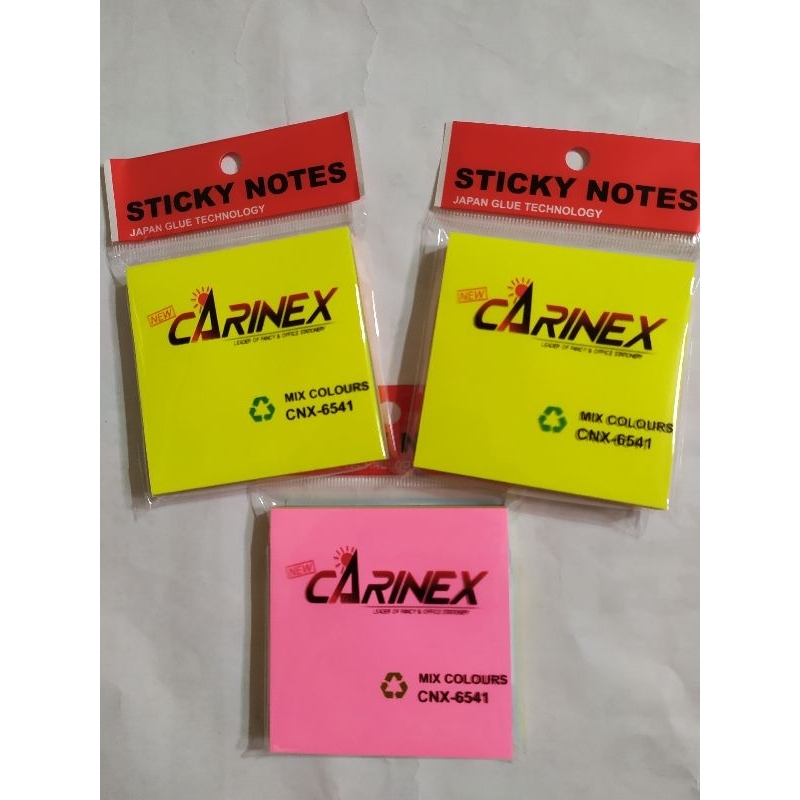 STICKY NOTES
JAPAN GLUE TECHNOLOGY
NEW
CARINEX
LEADER OF FANCY & OFFICE STATIONERY
MIX COLOURS
CNX-6541
STICKY NOTES
JAPAN GLUE TECHNOLOGY
NEW
CARINEX
LEADER OF FANCY & OFFICE STATIONERY
MIX COLOURS
CNX-6541
NEW
CARINEX
LEADER OF FANCY & OFFICE STATIONERY
MIX COLOURS
CNX-6541